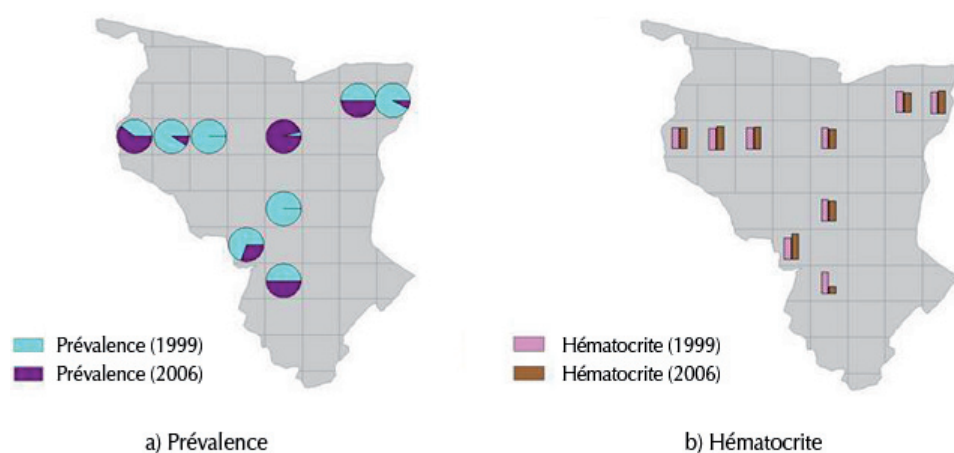 a)
b)
Prévalence (1999)
Prévalence (2006)
Hématocrite (1999)
Hématocrite (2006)
a) Prévalence
b) Hématocrite